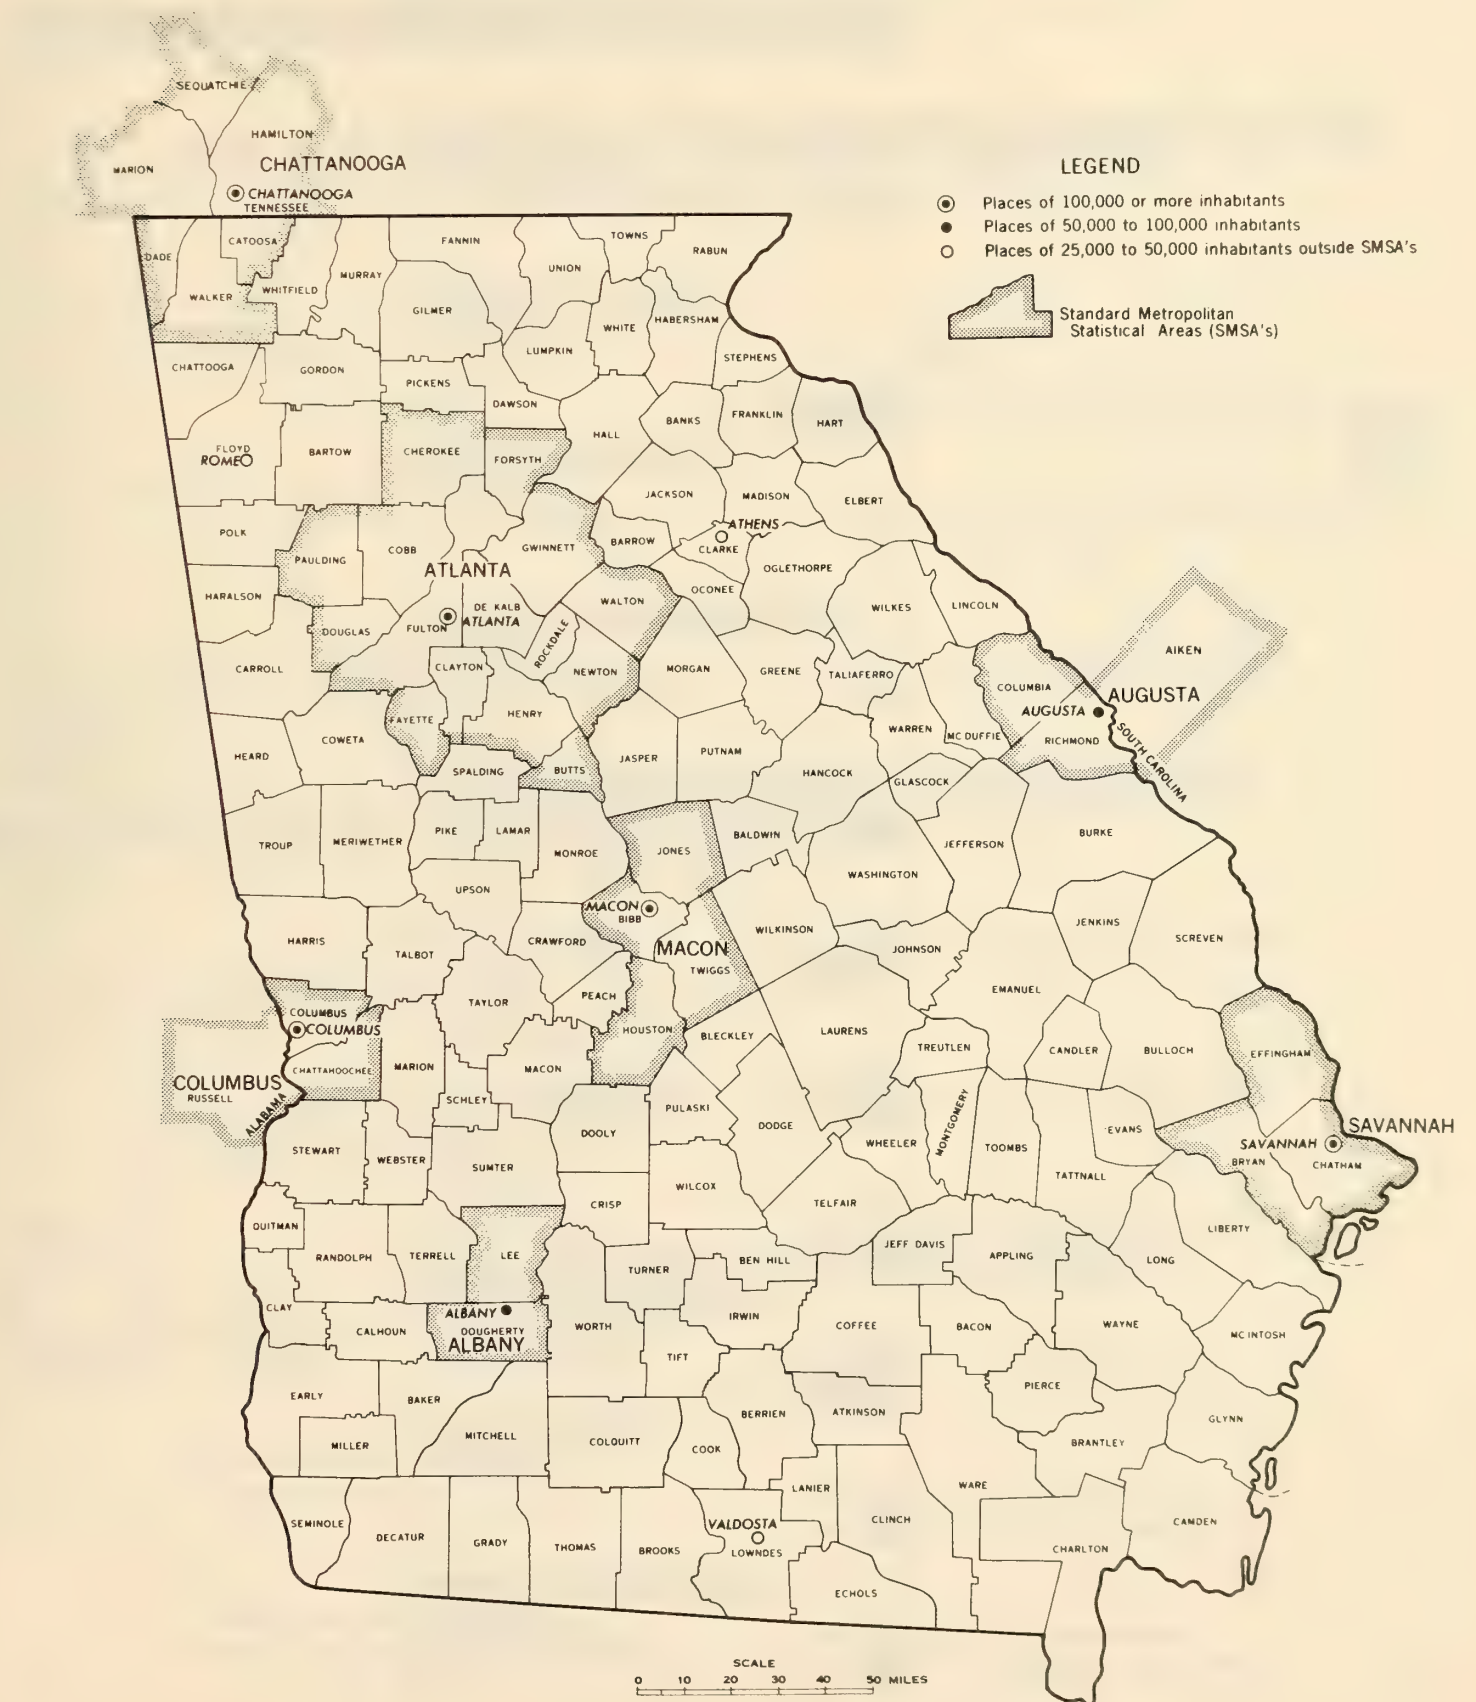 SEQUATCHIE
HAMILTON
MARION
CHATTANOOGA
CHATTANOOGA
TENNESSEE
LEGEND
Places of 100,000 or more inhabitants
Places of 50,000 to 100,000 inhabitants
Places of 25,000 to 50,000 inhabitants outside SMSA's
Standard Metropolitan
Statistical Areas (SMSA's)
DADE
CATOOSA
WALKER
WHITFIELD
MURRAY
FANNIN
GILMER
UNION
TOWNS
RABUN
WHITE
HABERSHAM
LUMPKIN
STEPHENS
CHATTOOGA
GORDON
PICKENS
DAWSON
HALL
BANKS
FRANKLIN
HART
FLOYD
ROME
BARTOW
CHEROKEE
FORSYTH
JACKSON
MADISON
ELBERT
POLK
PAULDING
COBB
GWINNETT
BARROW
ATHENS
CLARKE
OGLETHORPE
ATLANTA
HARALSON
DOUGLAS
FULTON
DE KALB
ATLANTA
ROCKDALE
WALTON
OCONEE
WILKES
LINCOLN
CARROLL
CLAYTON
NEWTON
MORGAN
GREENE
TALIAFERRO
COLUMBIA
AIKEN
AUGUSTA
AUGUSTA
RICHMOND
SOUTH CAROLINA
FAYETTE
HENRY
WARREN
MC DUFFIE
HEARD
COWETA
SPALDING
BUTTS
JASPER
PUTNAM
HANCOCK
GLASCOCK
TROUP
MERIWETHER
PIKE
LAMAR
MONROE
JONES
BALDWIN
WASHINGTON
JEFFERSON
BURKE
UPSON
MACON
BIBB
MACON
TWIGGS
WILKINSON
JOHNSON
JENKINS
SCREVEN
HARRIS
TALBOT
CRAWFORD
TAYLOR
PEACH
HOUSTON
BLECKLEY
LAURENS
EMANUEL
COLUMBUS
COLUMBUS
CHATTAHOOCHEE
COLUMBUS
RUSSELL
ALABAMA
MARION
MACON
SCHLEY
PULASKI
DODGE
TREUTLEN
CANDLER
BULLOCH
EFFINGHAM
STEWART
WEBSTER
SUMTER
DOOLY
WHEELER
MONTGOMERY
TOOMBS
EVANS
TATTNALL
SAVANNAH
SAVANNAH
BRYAN
CHATHAM
CRISP
WILCOX
TELFAIR
QUITMAN
RANDOLPH
TERRELL
LEE
TURNER
BEN HILL
JEFF DAVIS
APPLING
LONG
LIBERTY
CLAY
CALHOUN
ALBANY
DOUGHERTY
ALBANY
WORTH
IRWIN
COFFEE
BACON
WAYNE
MC INTOSH
TIFT
EARLY
BAKER
MILLER
MITCHELL
COLQUITT
COOK
BERRIEN
ATKINSON
PIERCE
BRANTLEY
GLYNN
LANIER
CLINCH
WARE
CAMDEN
CHARLTON
SEMINOLE
DECATUR
GRADY
THOMAS
BROOKS
VALDOSTA
LOWNDES
ECHOLS
SCALE
0 10 20 30 40 50 MILES